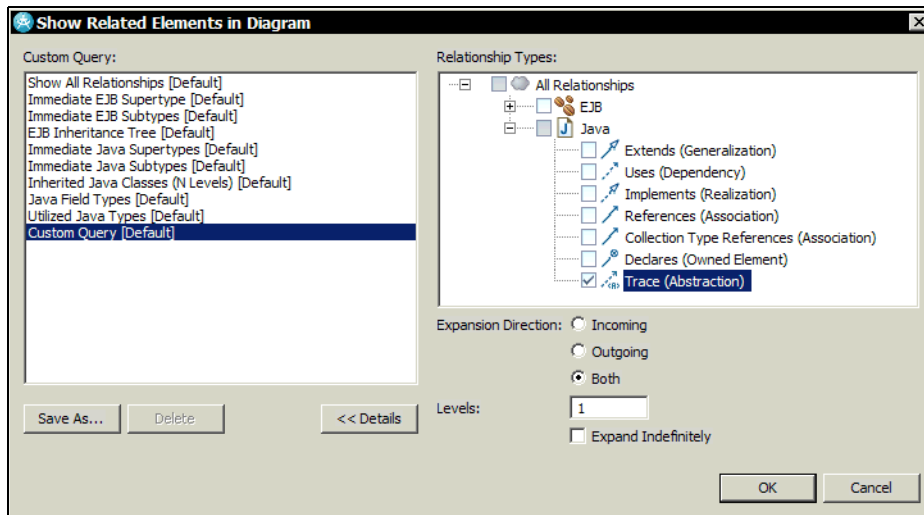 Show Related Elements in Diagram
Custom Query:
Show All Relationships [Default]
Immediate EJB Supertype [Default]
Immediate EJB Subtypes [Default]
EJB Inheritance Tree [Default]
Immediate Java Supertypes [Default]
Immediate Java Subtypes [Default]
Inherited Java Classes (N Levels) [Default]
Java Field Types [Default]
Utilized Java Types [Default]
Custom Query [Default]
Save As...
Delete
<< Details
Relationship Types:
All Relationships
EJB
Java
Extends (Generalization)
Uses (Dependency)
Implements (Realization)
References (Association)
Collection Type References (Association)
Declares (Owned Element)
Trace (Abstraction)
Expansion Direction:
Incoming
Outgoing
Both
Levels:
1
Expand Indefinitely
OK
Cancel